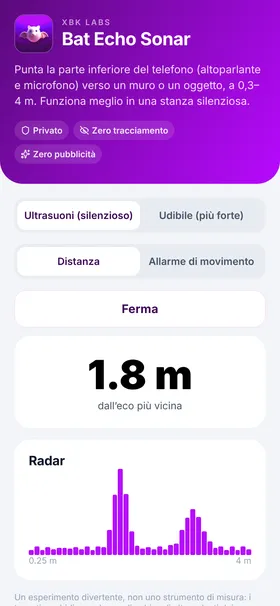 XBK LABS
Bat Echo Sonar
Punta la parte inferiore del telefono (altoparlante
e microfono) verso un muro o un oggetto, a 0,3–
4 m. Funziona meglio in una stanza silenziosa.
Privato
Zero tracciamento
Zero pubblicità
Ultrasuoni (silenzioso)
Udibile (più forte)
Distanza
Allarme di movimento
Ferma
1.8 m
dall'eco più vicina
Radar
0.25 m
4 m
Un esperimento divertente, non uno strumento di misura: i